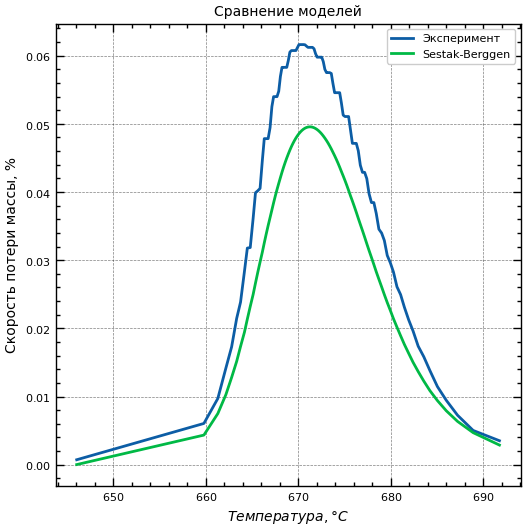 Сравнение моделей
Эксперимент
Sestak-Berggen
Скорость потери массы, %
0.06
0.05
0.04
0.03
0.02
0.01
0.00
650 660 670 680 690
Температура, °C